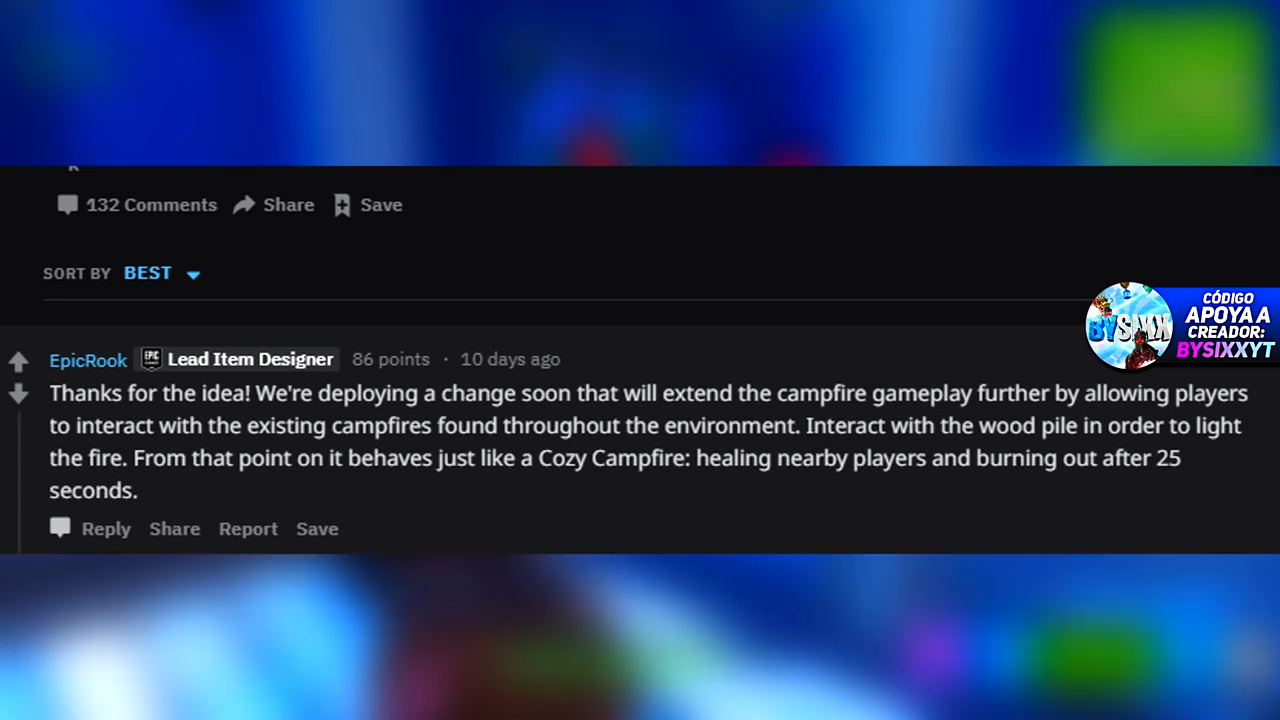 132 Comments Share Save
SORT BY BEST
CÓDIGO
APOYA A
CREADOR:
BYSIXXYT
BYSIXX
EpicRook EPIC GAMES Lead Item Designer 86 points · 10 days ago
Thanks for the idea! We're deploying a change soon that will extend the campfire gameplay further by allowing players
to interact with the existing campfires found throughout the environment. Interact with the wood pile in order to light
the fire. From that point on it behaves just like a Cozy Campfire: healing nearby players and burning out after 25
seconds.
Reply Share Report Save